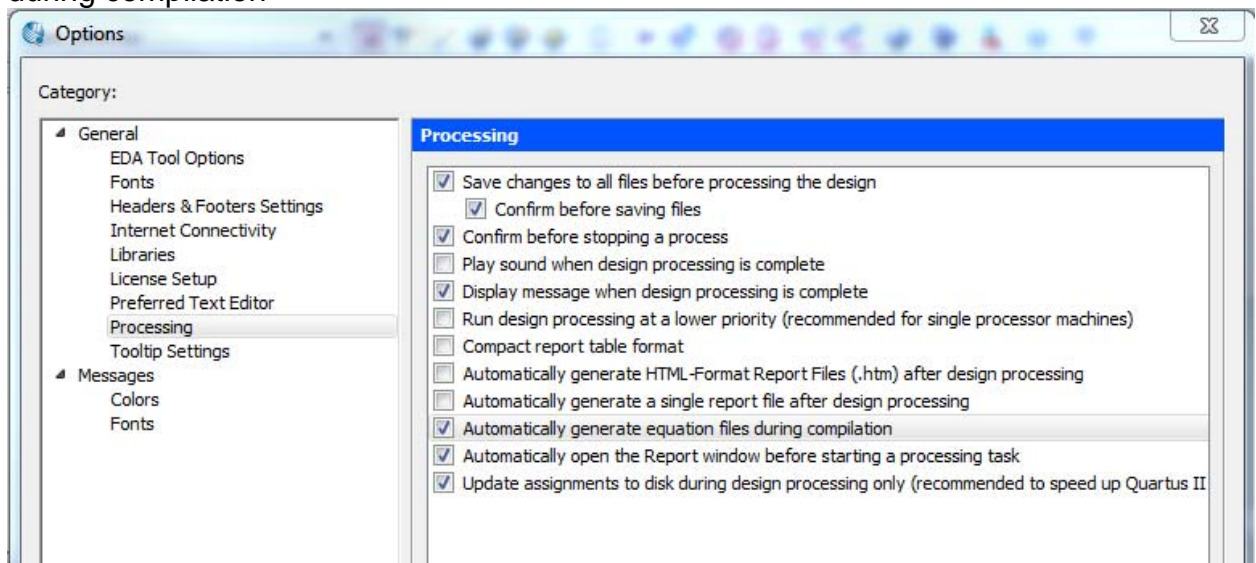 during compilation
Options
Category:
General
EDA Tool Options
Fonts
Headers & Footers Settings
Internet Connectivity
Libraries
License Setup
Preferred Text Editor
Processing
Tooltip Settings
Messages
Colors
Fonts
Processing
Save changes to all files before processing the design
Confirm before saving files
Confirm before stopping a process
Play sound when design processing is complete
Display message when design processing is complete
Run design processing at a lower priority (recommended for single processor machines)
Compact report table format
Automatically generate HTML-Format Report Files (.htm) after design processing
Automatically generate a single report file after design processing
Automatically generate equation files during compilation
Automatically open the Report window before starting a processing task
Update assignments to disk during design processing only (recommended to speed up Quartus II